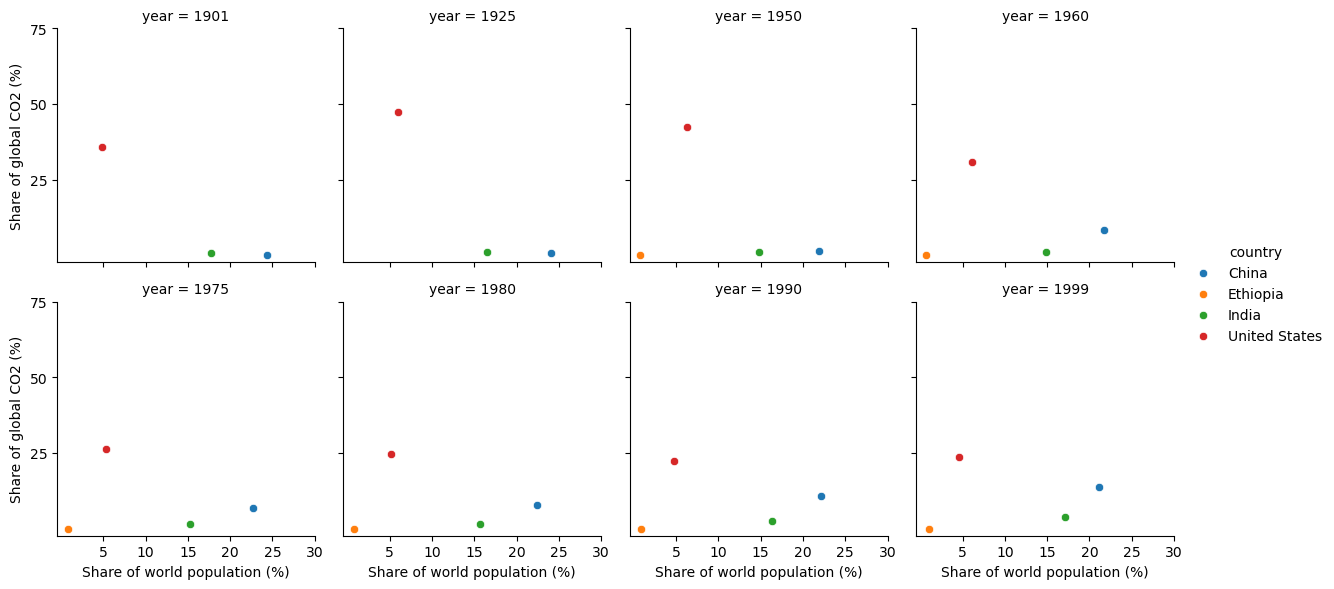 year = 1901
year = 1925
year = 1950
year = 1960
75
50
25
Share of global CO2 (%)
year = 1975
year = 1980
year = 1990
year = 1999
75
50
25
Share of global CO2 (%)
5 10 15 20 25 30
5 10 15 20 25 30
5 10 15 20 25 30
5 10 15 20 25 30
Share of world population (%)
Share of world population (%)
Share of world population (%)
Share of world population (%)
country
China
Ethiopia
India
United States